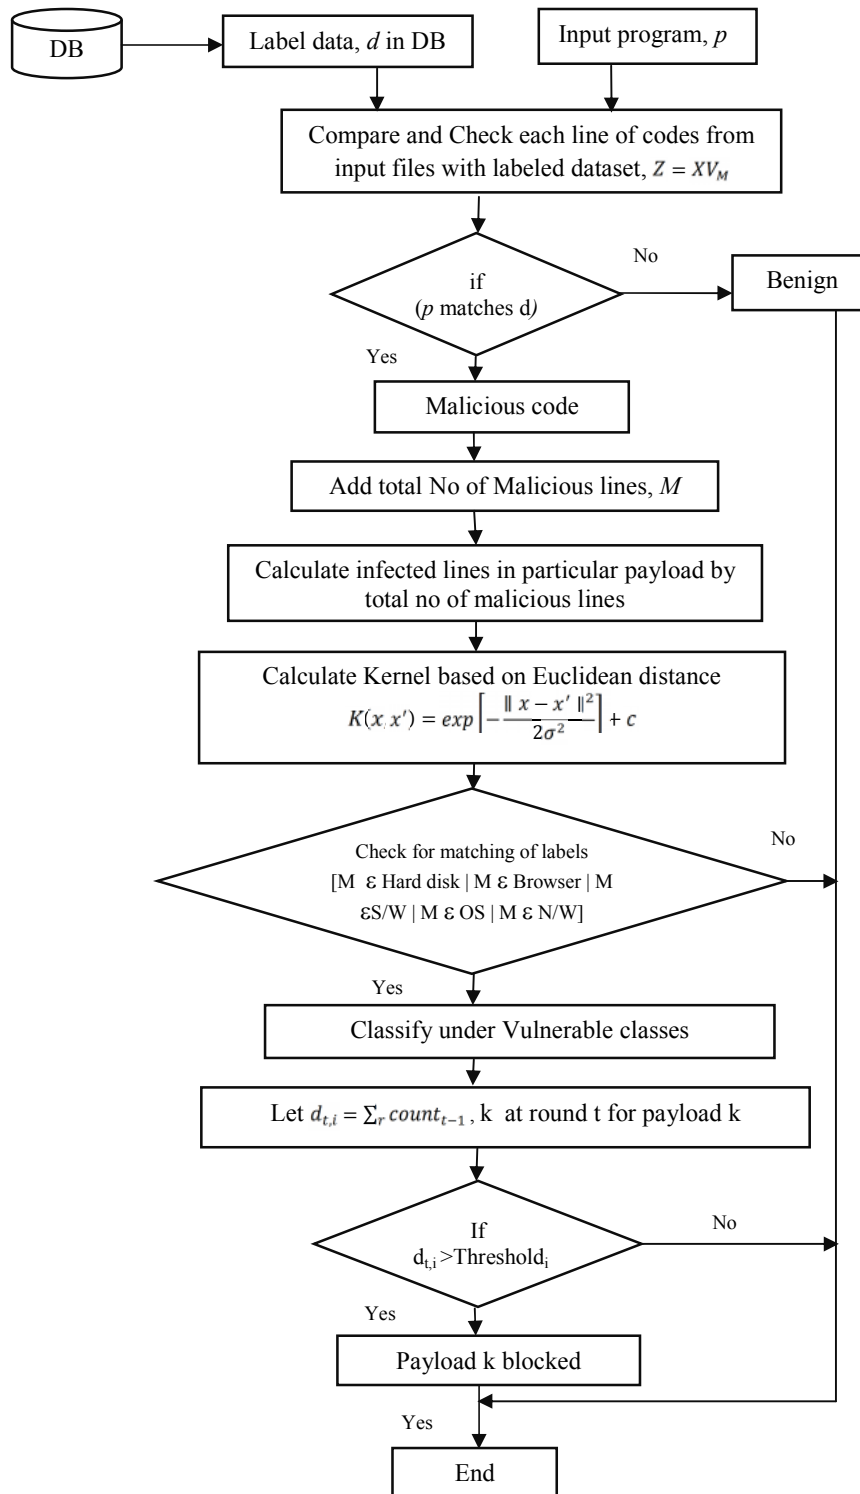 DB
Label data, d in DB
Input program, p
Compare and Check each line of codes from
input files with labeled dataset, Z = XV_M
if
(p matches d)
No
Benign
Yes
Malicious code
Add total No of Malicious lines, M
Calculate infected lines in particular payload by
total no of malicious lines
Calculate Kernel based on Euclidean distance
K(x x′) = exp [−‖ x − x′ ‖² / 2σ²] + c
Check for matching of labels
[M ε Hard disk | M ε Browser | M
εS/W | M ε OS | M ε N/W]
No
Yes
Classify under Vulnerable classes
Let d_{t,i} = ∑_r count_{t−1} , k at round t for payload k
If
d_{t,i} >Threshold_i
No
Yes
Payload k blocked
Yes
End